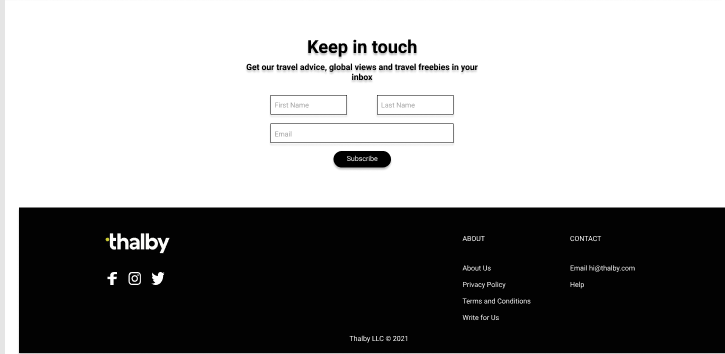 Keep in touch
Get our travel advice, global views and travel freebies in your
inbox
First Name
Last Name
Email
Subscribe
thalby
ABOUT
CONTACT
About Us
Email hi@thalby.com
Privacy Policy
Help
Terms and Conditions
Write for Us
Thalby LLC © 2021